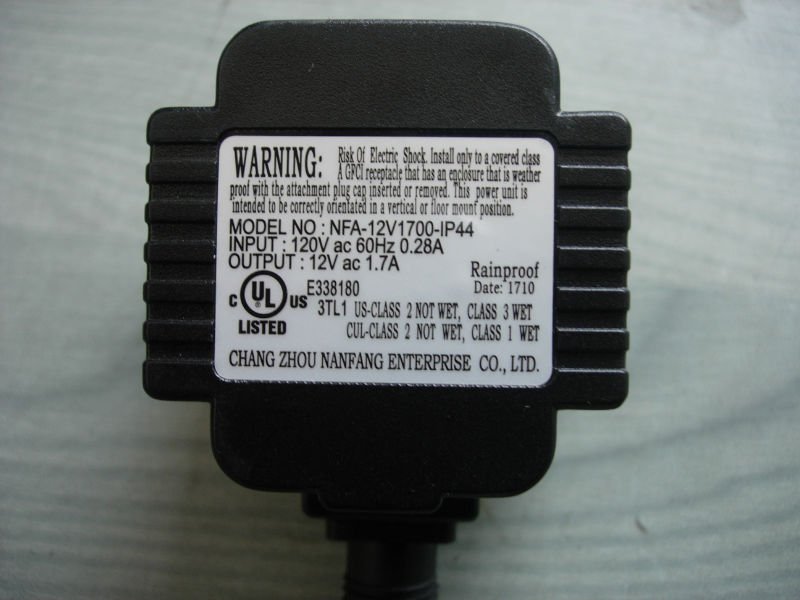 WARNING: Risk Of Electric Shock. Install only to a covered class
A GFCI receptacle that has an enclosure that is weather
proof with the attachment plug cap inserted or removed. This power unit is
intended to be correctly orientated in a vertical or floor mount position.
MODEL NO : NFA-12V1700-IP44
INPUT : 120V ac 60Hz 0.28A
OUTPUT : 12V ac 1.7A
Rainproof
Date: 1710
C UL ® US E338180
LISTED
3TL1 US-CLASS 2 NOT WET, CLASS 3 WET
CUL-CLASS 2 NOT WET, CLASS 1 WET
CHANG ZHOU NANFANG ENTERPRISE CO., LTD.